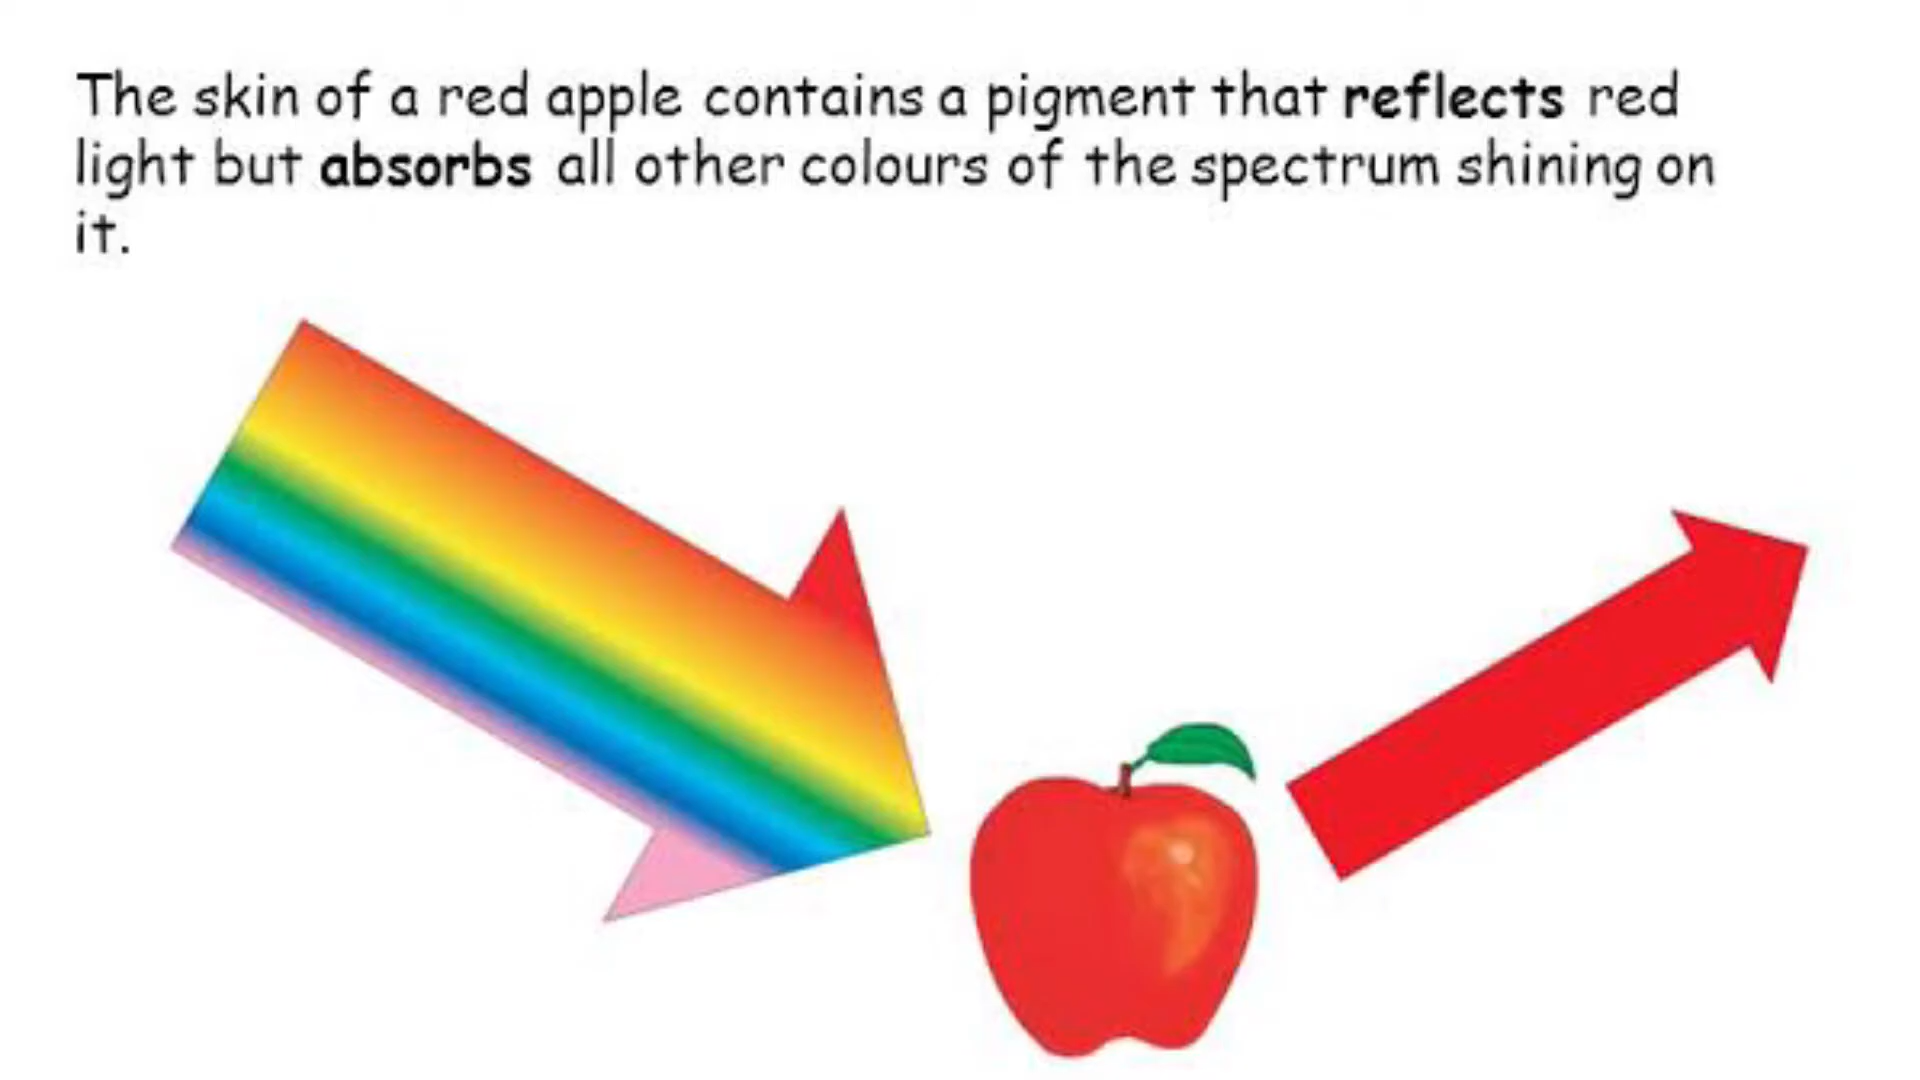 The skin of a red apple contains a pigment that reflects red
light but absorbs all other colours of the spectrum shining on
it.